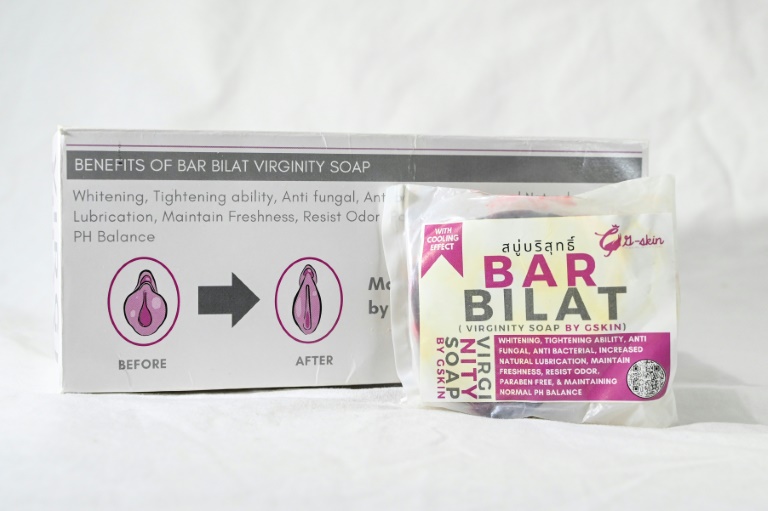 BENEFITS OF BAR BILAT VIRGINITY SOAP
Whitening, Tightening ability, Anti fungal,
Lubrication, Maintain Freshness, Resist Odor
PH Balance
by
BEFORE
AFTER
WITH
COOLING
EFFECT
สบู่บริสุทธิ์
G-skin
BAR
BILAT
( VIRGINITY SOAP BY GSKIN)
VIRGI
NITY
SOAP
BY GSKIN
WHITENING, TIGHTENING ABILITY, ANTI
FUNGAL, ANTI BACTERIAL, INCREASED
NATURAL LUBRICATION, MAINTAIN
FRESHNESS, RESIST ODOR,
PARABEN FREE, & MAINTAINING
NORMAL PH BALANCE